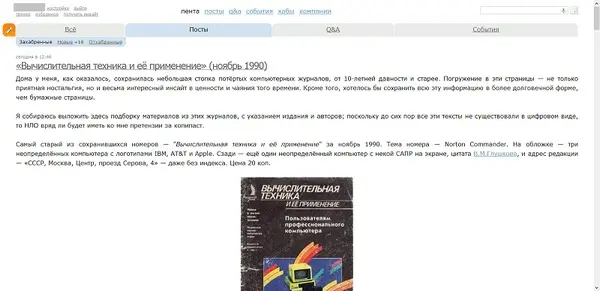 настройки выйти
трекер избранное получить инвайт
лента посты q&a события хабы компании
Всё Посты Q&A События
Захабренные Новые +18 Отхабренные
сегодня в 12:46
«Вычислительная техника и её применение» (ноябрь 1990)
Дома у меня, как оказалось, сохранилась небольшая стопка потёртых компьютерных журналов, от 10-летней давности и старее. Погружение в эти страницы — не только
приятная ностальгия, но и весьма интересный инсайт в ценности и чаяния того времени. Кроме того, хотелось бы сохранить всю эту информацию в более долговечной форме,
чем бумажные страницы.
Я собираюсь выложить здесь подборку материалов из этих журналов, с указанием издания и авторов; поскольку до сих пор все эти тексты не существовали в цифровом виде,
то НЛО вряд ли будет иметь ко мне претензии за копипаст.
Самый старый из сохранившихся номеров — "Вычислительная техника и её применение" за ноябрь 1990. Тема номера — Norton Commander. На обложке — три
неопределённых компьютера с логотипами IBM, AT&T и Apple. Сзади — ещё один неопределённый компьютер с некой САПР на экране, цитата В.М.Глушкова, и адрес редакции
— «СССР, Москва, Центр, проезд Серова, 4» — даже без индекса. Цена 20 коп.
ВЫЧИСЛИТЕЛЬНАЯ
ТЕХНИКА
И ЕЁ ПРИМЕНЕНИЕ
Пользователям
профессионального
компьютера